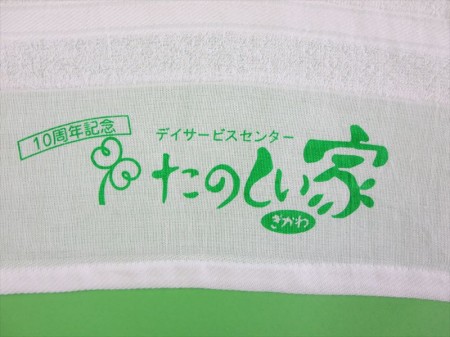 10周年記念
デイサービスセンター
たのしい家
ぎかわ